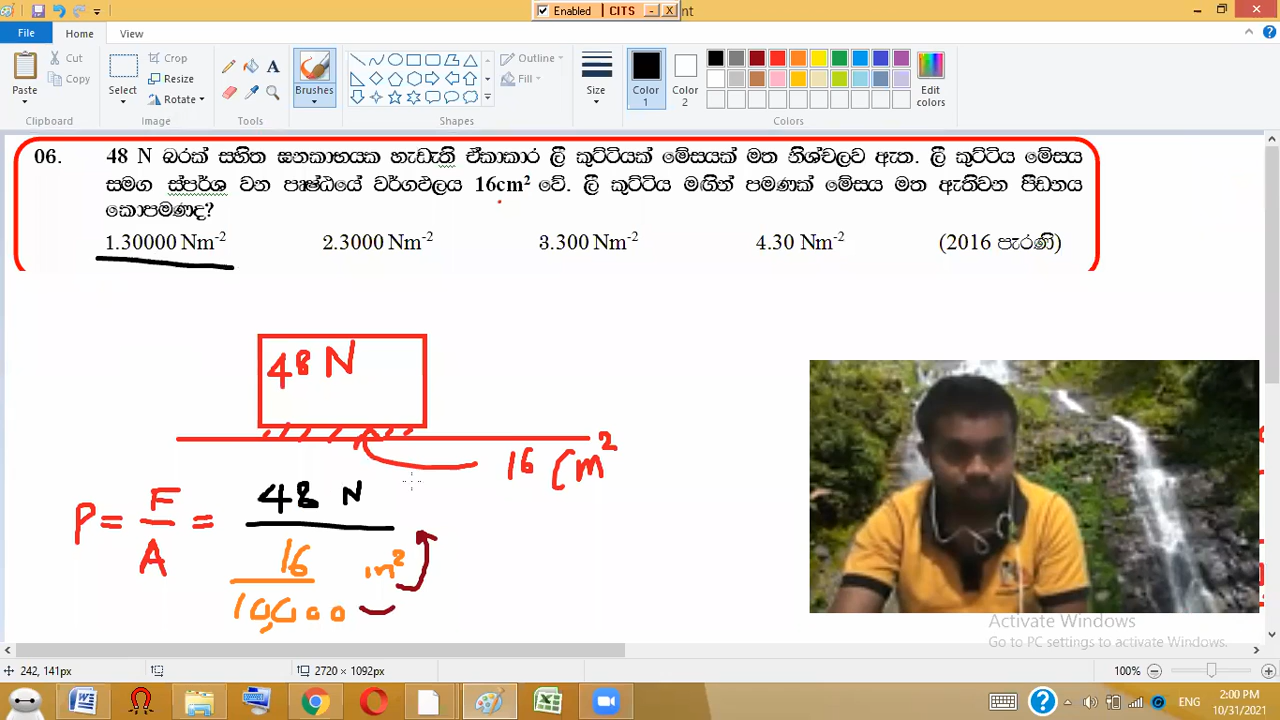 Enabled | CITS
nt
File Home View
Paste
Cut
Copy
Clipboard
Select
Crop
Resize
Rotate
Image
Tools
Brushes
Shapes
Outline
Fill
Size
Color 1
Color 2
Edit colors
Colors
06. 48 N බරක් සහිත ඝනකාභයක හැඩැති ඒකාකාර ලී කුට්ටියක් මේසයක් මත නිශ්චලව ඇත. ලී කුට්ටිය මේසය
සමග ස්පර්ශ වන පෘෂ්ඨයේ වර්ගඵලය 16cm² වේ. ලී කුට්ටිය මගින් පමණක් මේසය මත ඇතිවන පීඩනය
කොපමණද?
1.30000 Nm⁻² 2.3000 Nm⁻² 3.300 Nm⁻² 4.30 Nm⁻² (2016 පැරණි)
48 N
16 cm²
P = F/A = 48 N
16 m²
10,000
Activate Windows
Go to PC settings to activate Windows.
242, 141px
2720 × 1092px
100%
ENG
2:00 PM
10/31/2021